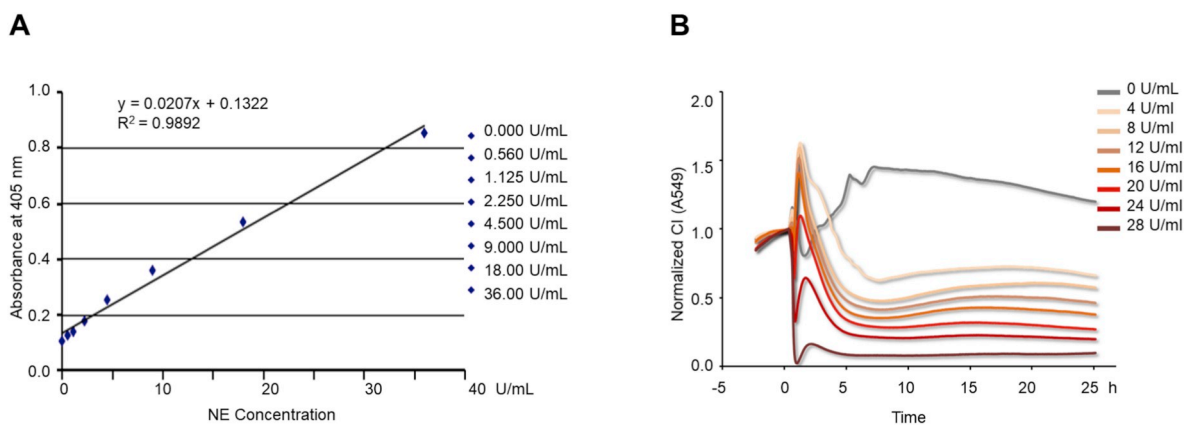 A
B
1.0
0.8
0.6
0.4
0.2
0.0
Absorbance at 405 nm
y = 0.0207x + 0.1322
R² = 0.9892
0 10 20 30 40 U/mL
NE Concentration
0.000 U/mL
0.560 U/mL
1.125 U/mL
2.250 U/mL
4.500 U/mL
9.000 U/mL
18.00 U/mL
36.00 U/mL
2.0
1.5
1.0
0.5
0.0
Normalized CI (A549)
-5 0 5 10 15 20 25 h
Time
0 U/mL
4 U/ml
8 U/ml
12 U/ml
16 U/ml
20 U/ml
24 U/ml
28 U/ml